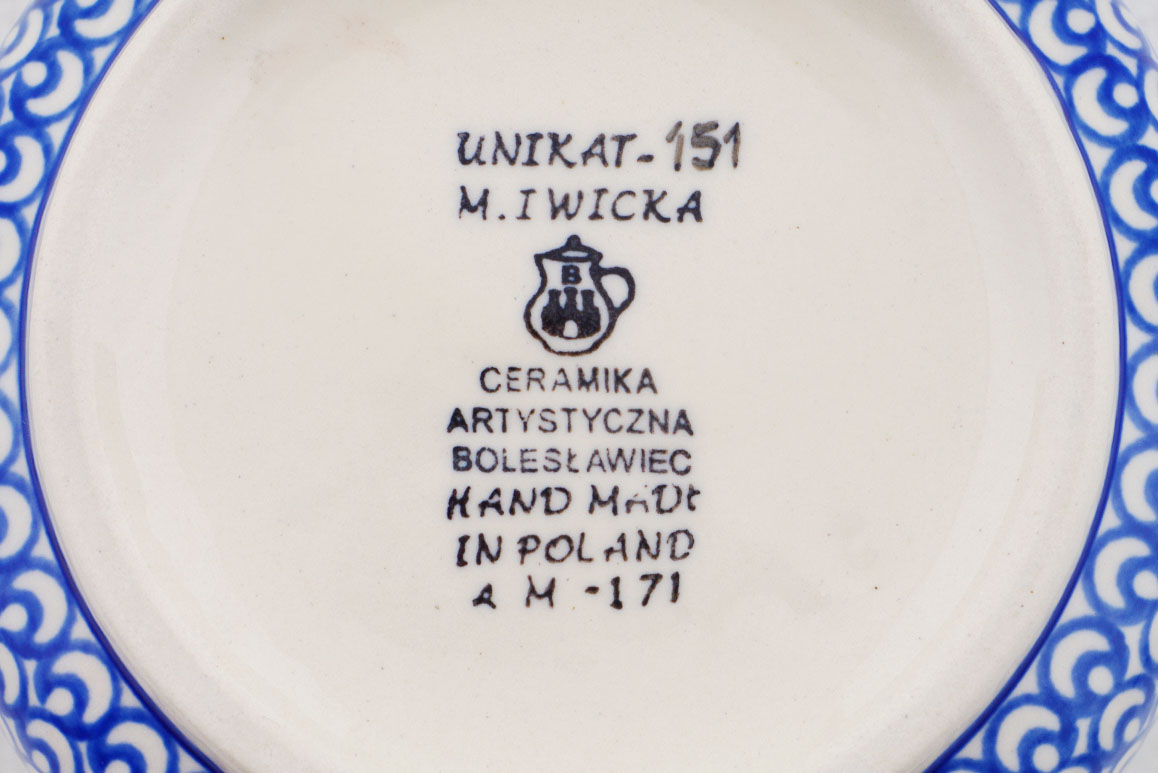 UNIKAT-151
M.IWICKA
B
CERAMIKA
ARTYSTYCZNA
BOLESŁAWIEC
HAND MADE
IN POLAND
A M -171